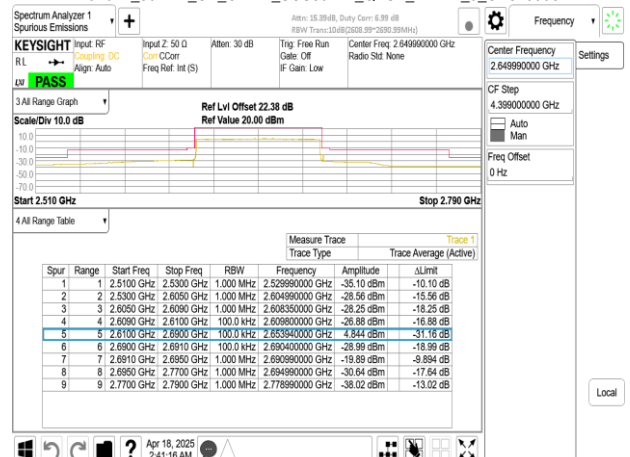 Spectrum Analyzer 1
Spurious Emissions
Attn: 15.39dB, Duty Corr: 6.99 dB
RBW Trans:10dB(2608.99~2690.99MHz)
Frequency
Settings
KEYSIGHT
RL
Align: Auto
Input: RF
Coupling: DC
Input Z: 50 Ω
Corr CCorr
Freq Ref: Int (S)
Atten: 30 dB
Trig: Free Run
Gate: Off
IF Gain: Low
Center Freq: 2.649990000 GHz
Radio Std: None
LXI PASS
Center Frequency
2.649990000 GHz
CF Step
4.399000000 GHz
Auto
Man
Freq Offset
0 Hz
3 All Range Graph
Scale/Div 10.0 dB
Ref Lvl Offset 22.38 dB
Ref Value 20.00 dBm
10.0
-10.0
-30.0
-50.0
-70.0
Start 2.510 GHz
Stop 2.790 GHz
4 All Range Table
Measure Trace Trace 1
Trace Type Trace Average (Active)
Spur Range Start Freq Stop Freq RBW Frequency Amplitude ΔLimit
1 1 2.5100 GHz 2.5300 GHz 1.000 MHz 2.529990000 GHz -35.10 dBm -10.10 dB
2 2 2.5300 GHz 2.6050 GHz 1.000 MHz 2.604990000 GHz -28.56 dBm -15.56 dB
3 3 2.6050 GHz 2.6090 GHz 1.000 MHz 2.608350000 GHz -28.25 dBm -18.25 dB
4 4 2.6090 GHz 2.6100 GHz 100.0 kHz 2.609800000 GHz -26.88 dBm -16.88 dB
5 5 2.6100 GHz 2.6900 GHz 100.0 kHz 2.653940000 GHz 4.844 dBm -31.16 dB
6 6 2.6900 GHz 2.6910 GHz 100.0 kHz 2.690400000 GHz -28.99 dBm -18.99 dB
7 7 2.6910 GHz 2.6950 GHz 1.000 MHz 2.690990000 GHz -19.89 dBm -9.894 dB
8 8 2.6950 GHz 2.7700 GHz 1.000 MHz 2.694990000 GHz -30.64 dBm -17.64 dB
9 9 2.7700 GHz 2.7900 GHz 1.000 MHz 2.778990000 GHz -38.02 dBm -13.02 dB
Local
?
Apr 18, 2025
2:41:16 AM